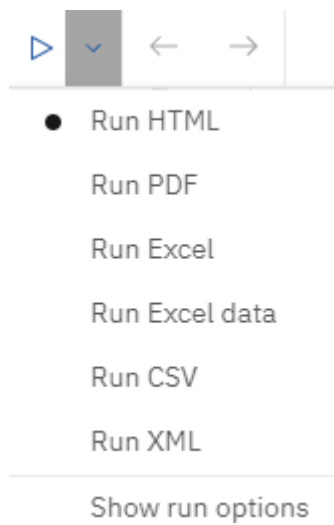 Run HTML
Run PDF
Run Excel
Run Excel data
Run CSV
Run XML
Show run options